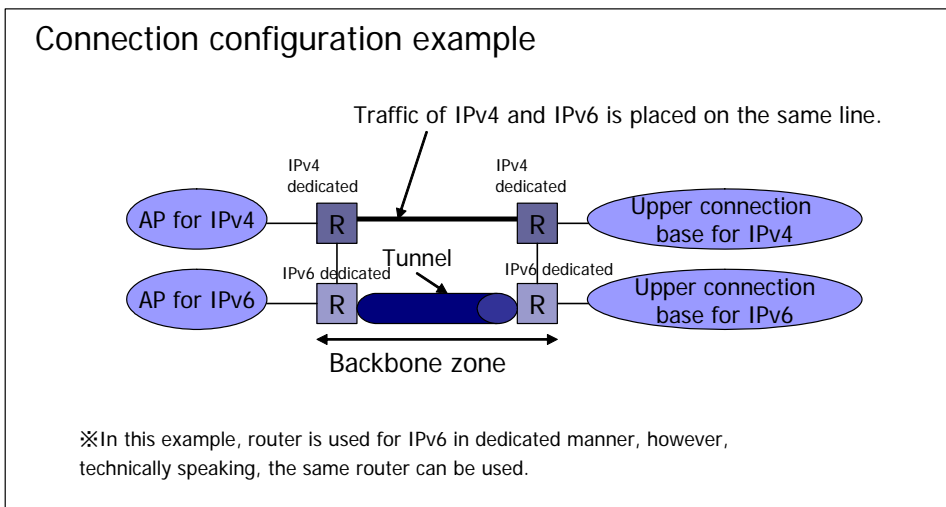 Connection configuration example
Traffic of IPv4 and IPv6 is placed on the same line.
IPv4
dedicated
IPv4
dedicated
AP for IPv4
R
R
Upper connection
base for IPv4
IPv6 dedicated
Tunnel
IPv6 dedicated
AP for IPv6
R
R
Upper connection
base for IPv6
Backbone zone
※In this example, router is used for IPv6 in dedicated manner, however,
technically speaking, the same router can be used.